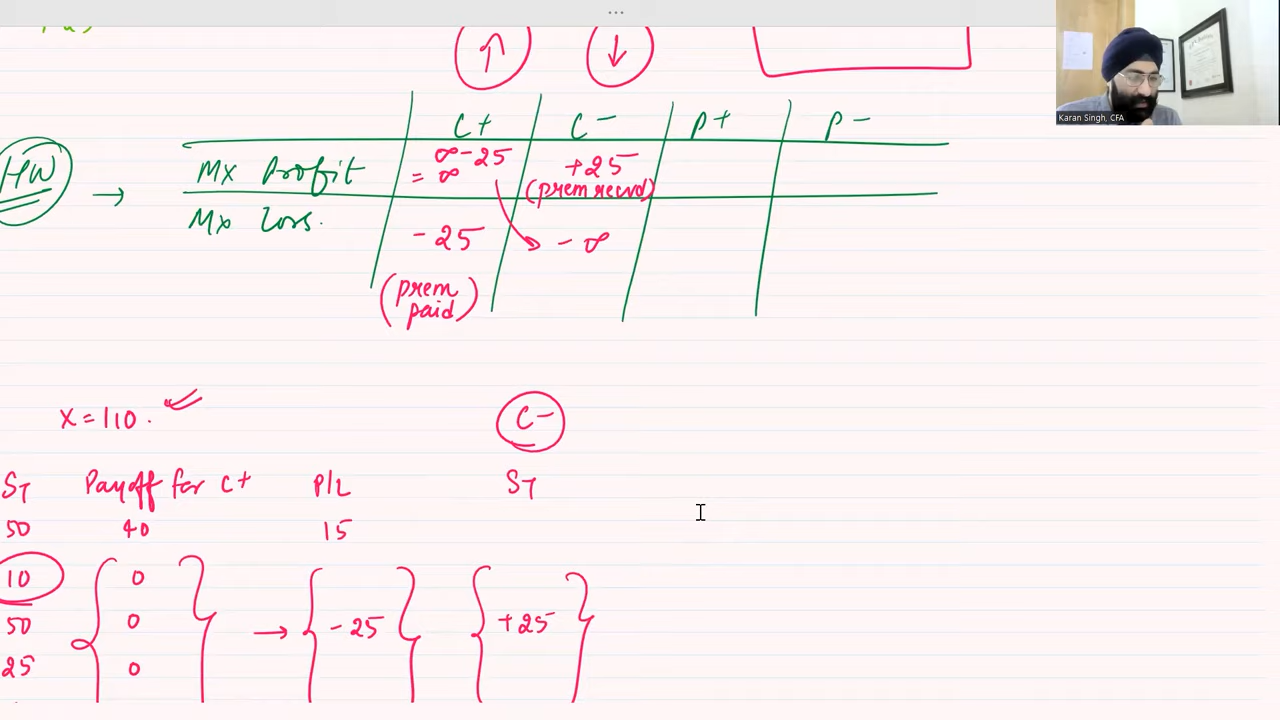 ...
Karan Singh, CFA
↑ ↓
C+ C- P+ P-
HW → Mx Profit ∞-25 = ∞ +25 (prem recvd)
Mx loss. -25 (prem paid) - ∞
X=110.
C-
ST Payoff for C+ P/L ST
50 40 15
10 0
50 0 → -25 +25
25 0